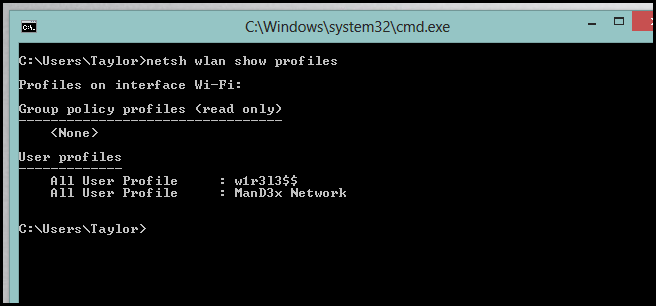 C:\Windows\system32\cmd.exe
C:\Users\Taylor>netsh wlan show profiles
Profiles on interface Wi-Fi:
Group policy profiles (read only)
---------------------------------
<None>
User profiles
-------------
All User Profile : w1r3l3$$
All User Profile : ManD3x Network
C:\Users\Taylor>